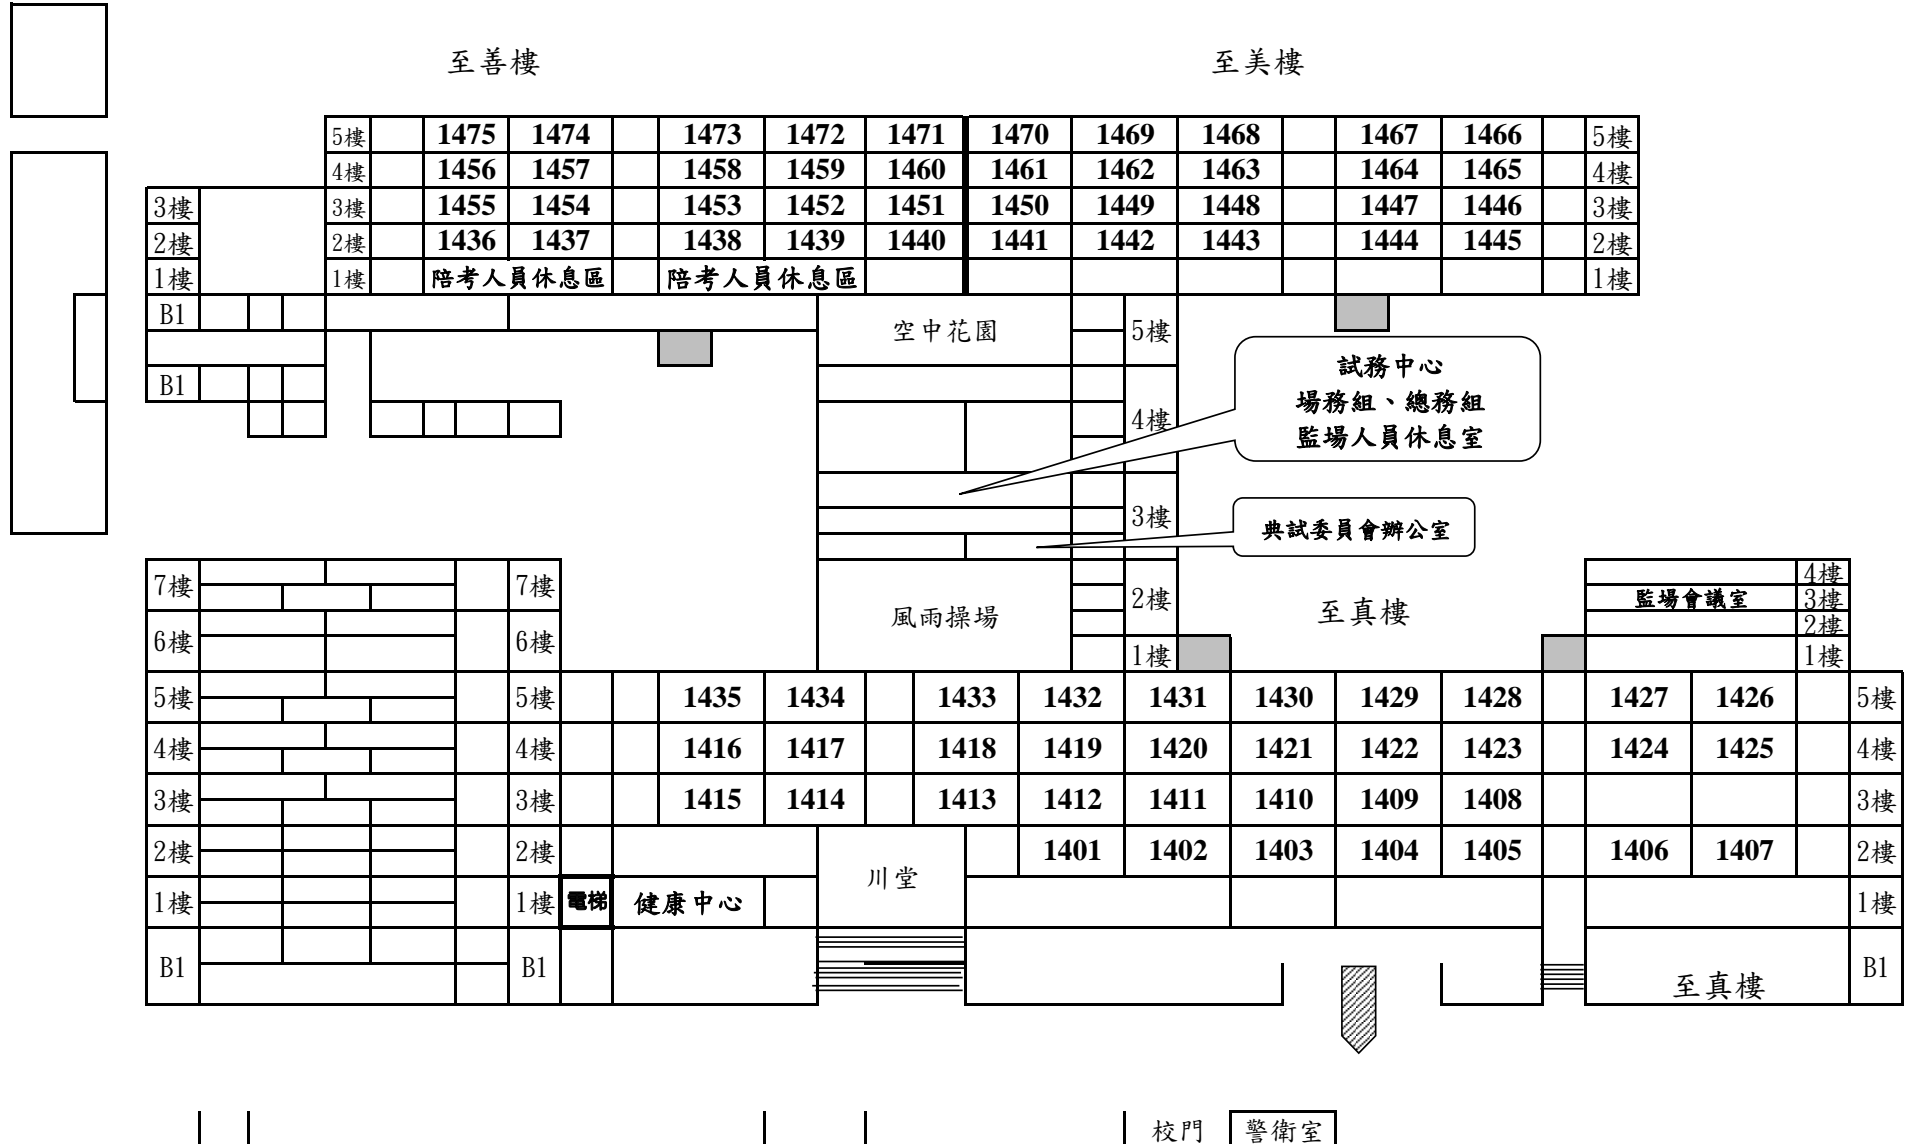 至善樓 至美樓
5樓 1475 1474 1473 1472 1471 1470 1469 1468 1467 1466 5樓
4樓 1456 1457 1458 1459 1460 1461 1462 1463 1464 1465 4樓
3樓 3樓 1455 1454 1453 1452 1451 1450 1449 1448 1447 1446 3樓
2樓 2樓 1436 1437 1438 1439 1440 1441 1442 1443 1444 1445 2樓
1樓 1樓 陪考人員休息區 陪考人員休息區 1樓
B1
空中花園 5樓
試務中心
B1
場務組、總務組
4樓
監場人員休息室
3樓
典試委員會辦公室
4樓
7樓 7樓 2樓 監場會議室 3樓
風雨操場 至真樓 2樓
6樓 6樓
1樓 1樓
5樓 5樓 1435 1434 1433 1432 1431 1430 1429 1428 1427 1426 5樓
4樓 4樓 1416 1417 1418 1419 1420 1421 1422 1423 1424 1425 4樓
3樓 3樓 1415 1414 1413 1412 1411 1410 1409 1408 3樓
2樓 2樓 1401 1402 1403 1404 1405 1406 1407 2樓
川堂
1樓 1樓 電梯 健康中心 1樓
B1 B1 B1
至真樓
校門 警衛室